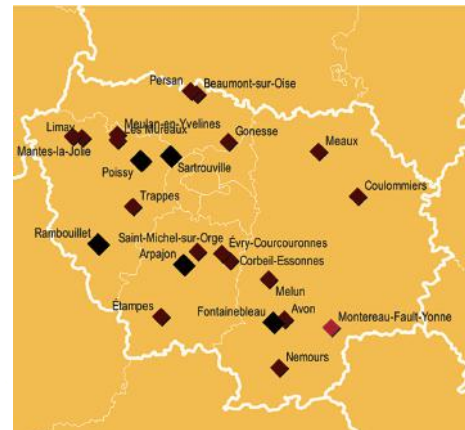 Persan
Beaumont-sur-Oise
Limay
Meulan-en-Yvelines
Les Mureaux
Gonesse
Mantes-la-Jolie
Meaux
Poissy
Sartrouville
Coulommiers
Trappes
Rambouillet
Saint-Michel-sur-Orge
Évry-Courcouronnes
Arpajon
Corbeil-Essonnes
Melun
Étampes
Fontainebleau
Avon
Montereau-Fault-Yonne
Nemours